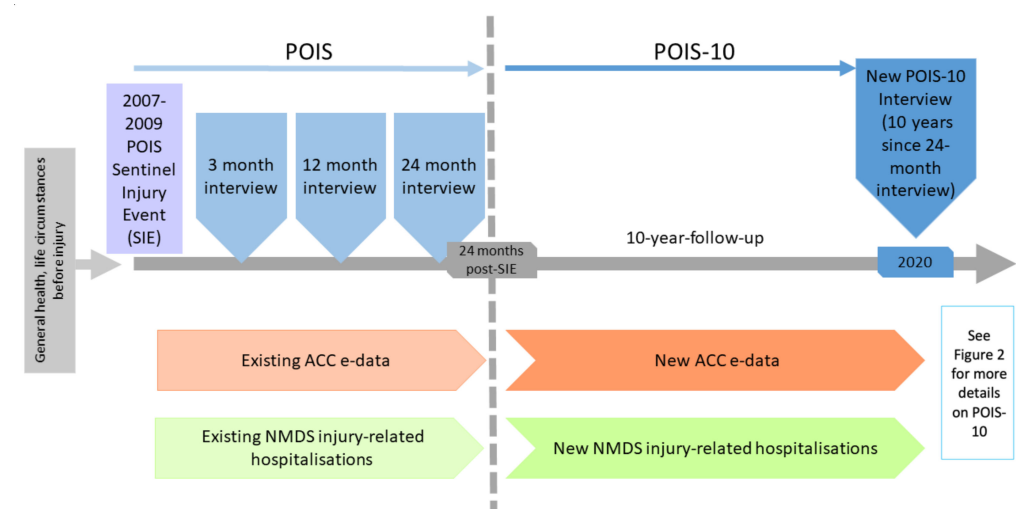 POIS
POIS-10
General health, life circumstances
before injury
2007-
2009
POIS
Sentinel
Injury
Event
(SIE)
3 month
interview
12 month
interview
24 month
interview
New POIS-10
Interview
(10 years
since 24-
month
interview)
24 months
post-SIE
10-year-follow-up
2020
Existing ACC e-data
New ACC e-data
Existing NMDS injury-related
hospitalisations
New NMDS injury-related hospitalisations
See
Figure 2
for more
details
on POIS-
10